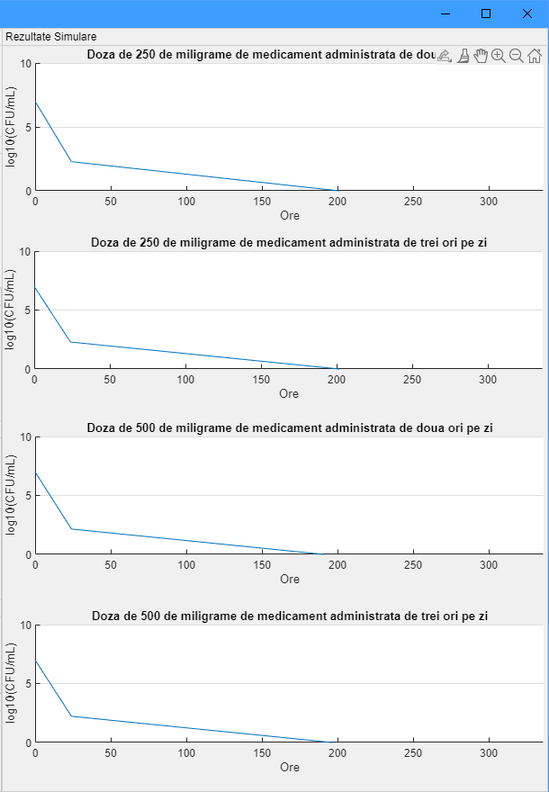 Rezultate Simulare
Doza de 250 de miligrame de medicament administrata de
log10(CFU/mL)
10
5
0
0 50 100 150 200 250 300
Ore
Doza de 250 de miligrame de medicament administrata de trei ori pe zi
log10(CFU/mL)
10
5
0
0 50 100 150 200 250 300
Ore
Doza de 500 de miligrame de medicament administrata de doua ori pe zi
log10(CFU/mL)
10
5
0
0 50 100 150 200 250 300
Ore
Doza de 500 de miligrame de medicament administrata de trei ori pe zi
log10(CFU/mL)
10
5
0
0 50 100 150 200 250 300
Ore